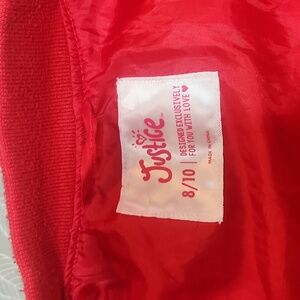 Justice
8/10 | DESIGNED EXCLUSIVELY
FOR YOU WITH LOVE ♥
MADE IN CHINA